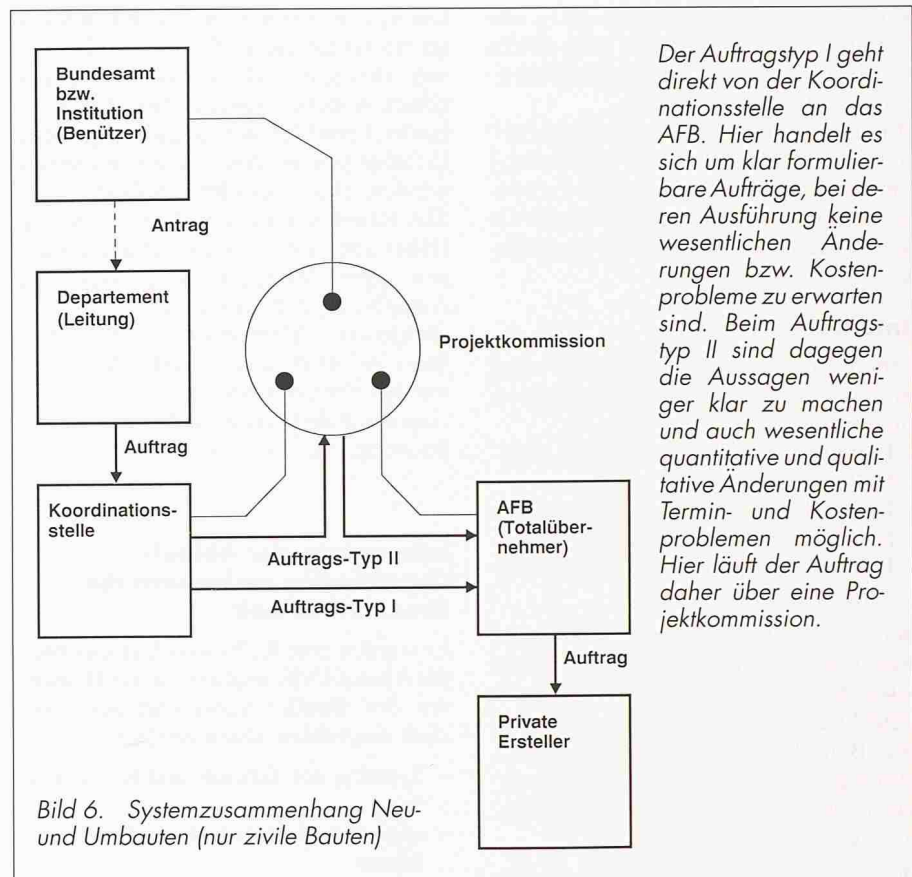 Bundesamt
bzw.
Institution
(Benützer)
Antrag
Departement
(Leitung)
Auftrag
Koordinations-
stelle
Projektkommission
Auftrags-Typ II
Auftrags-Typ I
AFB
(Totalüber-
nehmer)
Auftrag
Private
Ersteller
Der Auftragstyp I geht
direkt von der Koordi-
nationsstelle an das
AFB. Hier handelt es
sich um klar formulier-
bare Aufträge, bei de-
ren Ausführung keine
wesentlichen Ände-
rungen bzw. Kosten-
probleme zu erwarten
sind. Beim Auftrags-
typ II sind dagegen
die Aussagen weni-
ger klar zu machen
und auch wesentliche
quantitative und quali-
tative Änderungen mit
Termin- und Kosten-
problemen möglich.
Hier läuft der Auftrag
daher über eine Pro-
jektkommission.
Bild 6. Systemzusammenhang Neu-
und Umbauten (nur zivile Bauten)